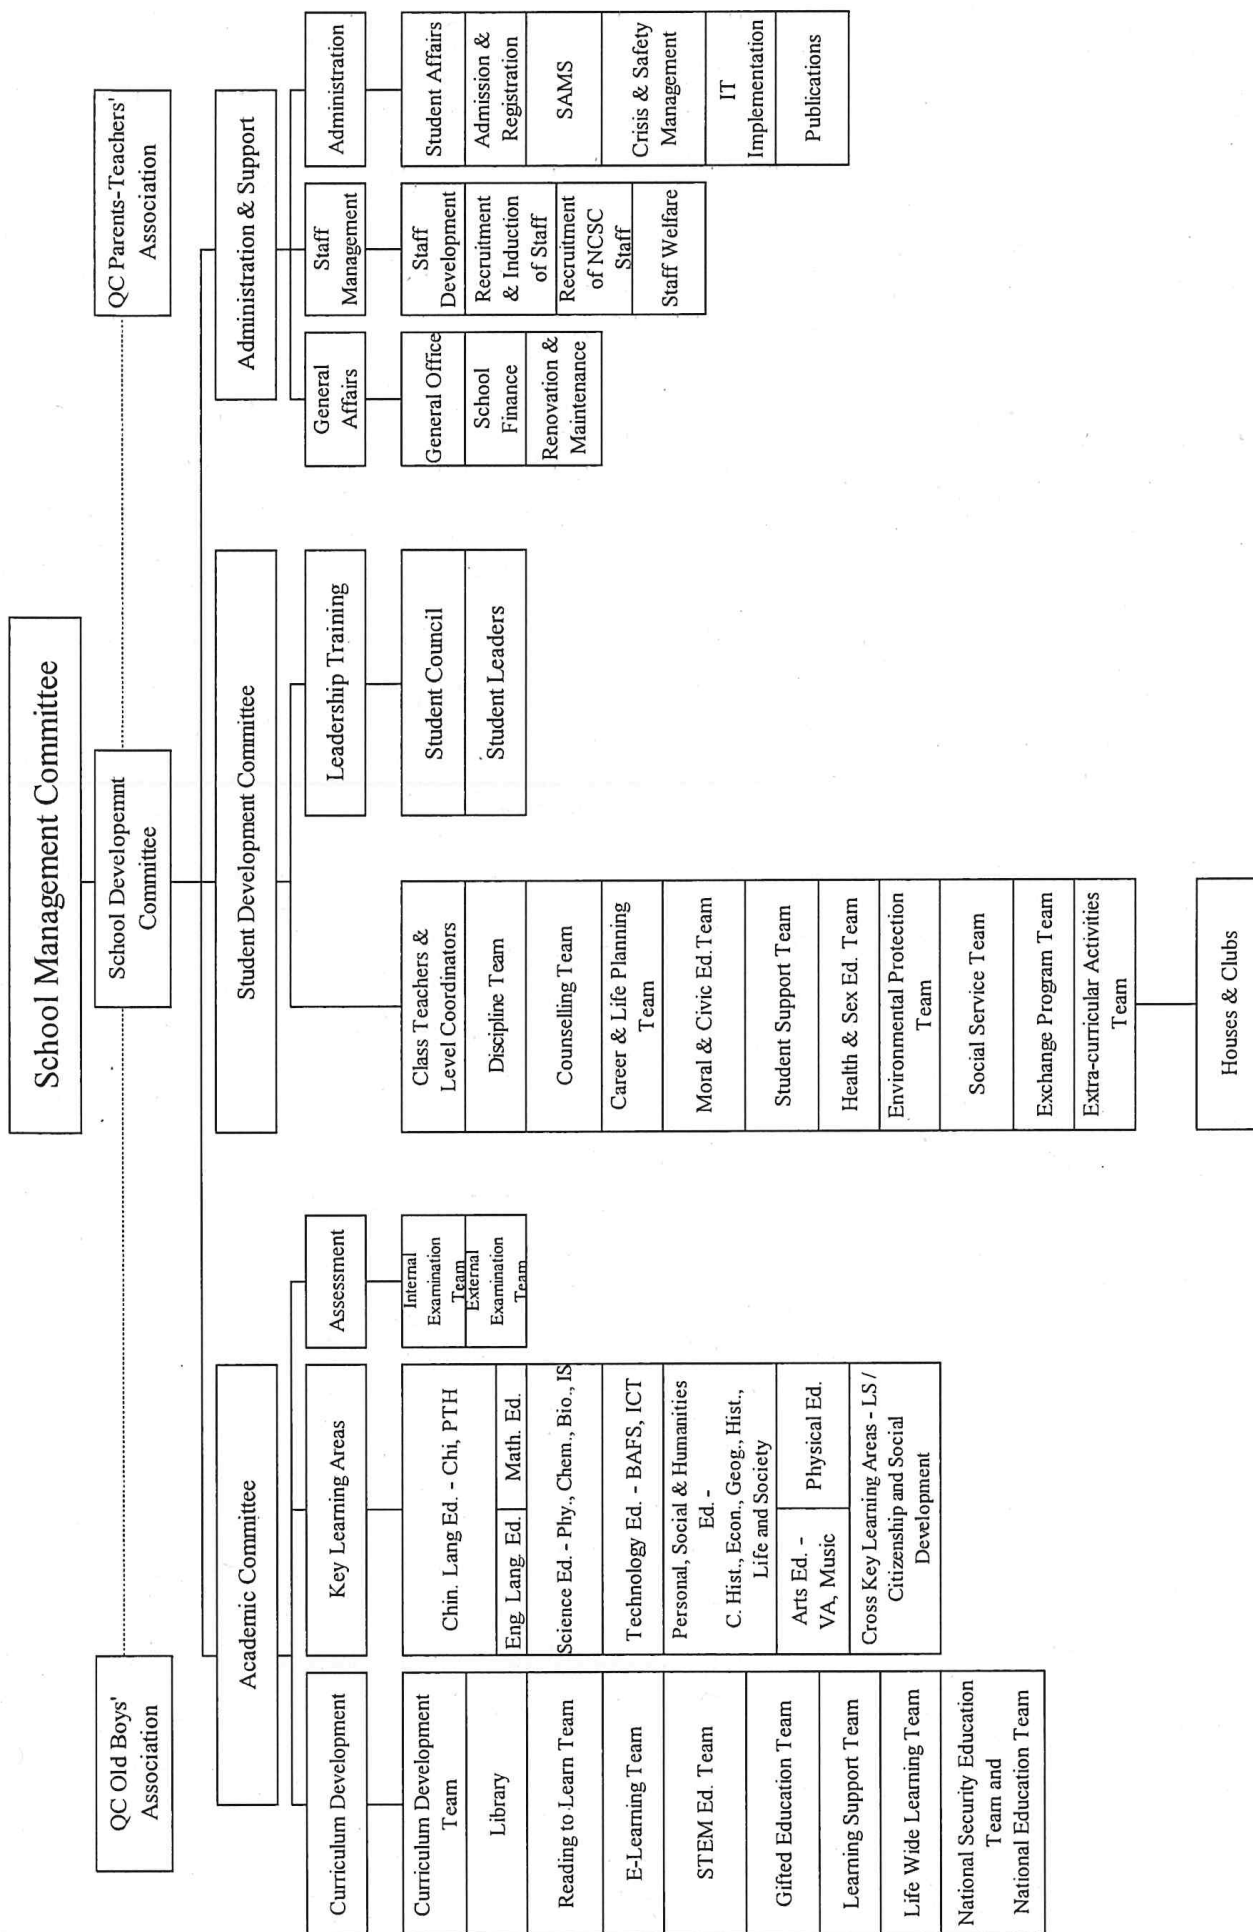 School Management Committee
QC Old Boys'
Association
School Developemnt
Committee
QC Parents-Teachers'
Association
Academic Committee
Student Development Committee
Administration & Support
Curriculum Development
Key Learning Areas
Assessment
Leadership Training
General
Affairs
Staff
Management
Administration
Curriculum Development
Team
Library
Reading to Learn Team
E-Learning Team
STEM Ed. Team
Gifted Education Team
Learning Support Team
Life Wide Learning Team
National Security Education
Team and
National Education Team
Chin. Lang Ed. - Chi, PTH
Eng. Lang. Ed.
Math. Ed.
Science Ed. - Phy., Chem., Bio., IS
Technology Ed. - BAFS, ICT
Personal, Social & Humanities
Ed. -
C. Hist., Econ., Geog., Hist.,
Life and Society
Arts Ed. -
VA, Music
Physical Ed.
Cross Key Learning Areas - LS /
Citizenship and Social
Development
Internal
Examination
Team
External
Examination
Team
Class Teachers &
Level Coordinators
Discipline Team
Counselling Team
Career & Life Planning
Team
Moral & Civic Ed.Team
Student Support Team
Health & Sex Ed. Team
Environmental Protection
Team
Social Service Team
Exchange Program Team
Extra-curricular Activities
Team
Houses & Clubs
Student Council
Student Leaders
General Office
School
Finance
Renovation &
Maintenance
Staff
Development
Recruitment
& Induction
of Staff
Recruitment
of NCSC
Staff
Staff Welfare
Student Affairs
Admission &
Registration
SAMS
Crisis & Safety
Management
IT
Implementation
Publications